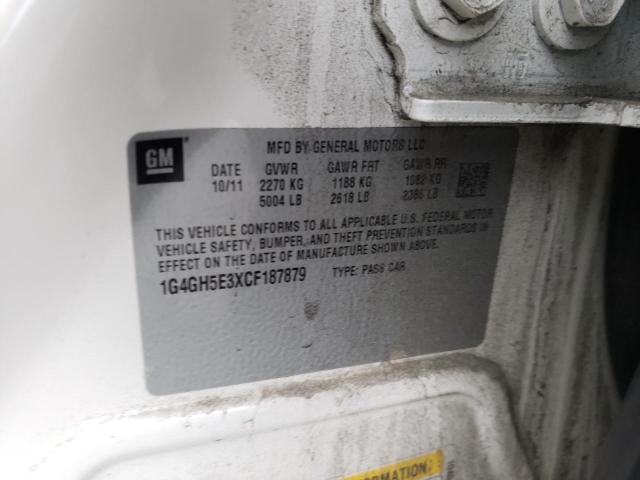 GM
MFD BY GENERAL MOTORS LLC
DATE GVWR GAWR FRT GAWR RR
10/11 2270 KG 1188 KG 1082 KG
5004 LB 2618 LB 2386 LB
THIS VEHICLE CONFORMS TO ALL APPLICABLE U.S. FEDERAL MOTOR
VEHICLE SAFETY, BUMPER, AND THEFT PREVENTION STANDARDS IN
EFFECT ON THE DATE OF MANUFACTURE SHOWN ABOVE.
1G4GH5E3XCF187879 TYPE: PASS CAR
INFORMATION